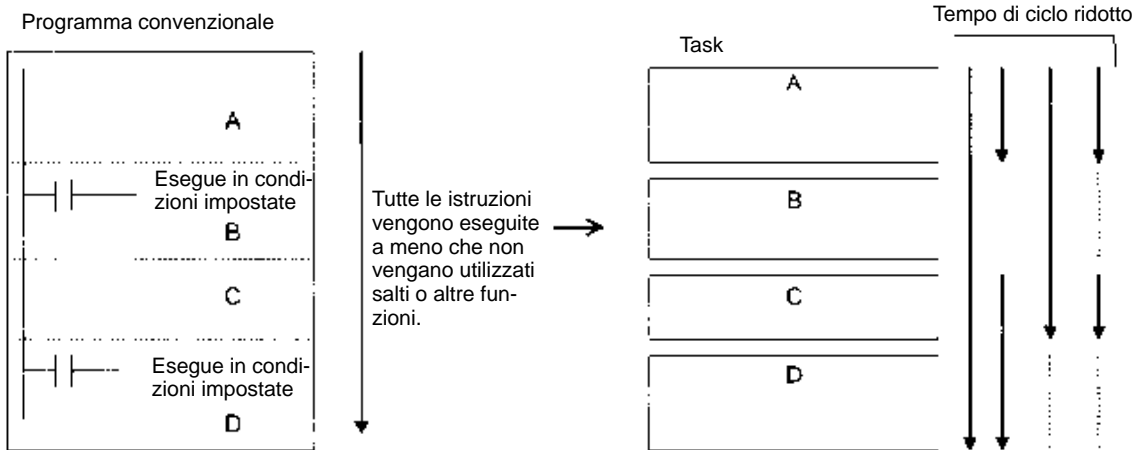 Programma convenzionale
A
Esegue in condi-
zioni impostate
B
C
Esegue in condi-
zioni impostate
D
Tutte le istruzioni
vengono eseguite
a meno che non
vengano utilizzati
salti o altre fun-
zioni.
Task
Tempo di ciclo ridotto
A
B
C
D